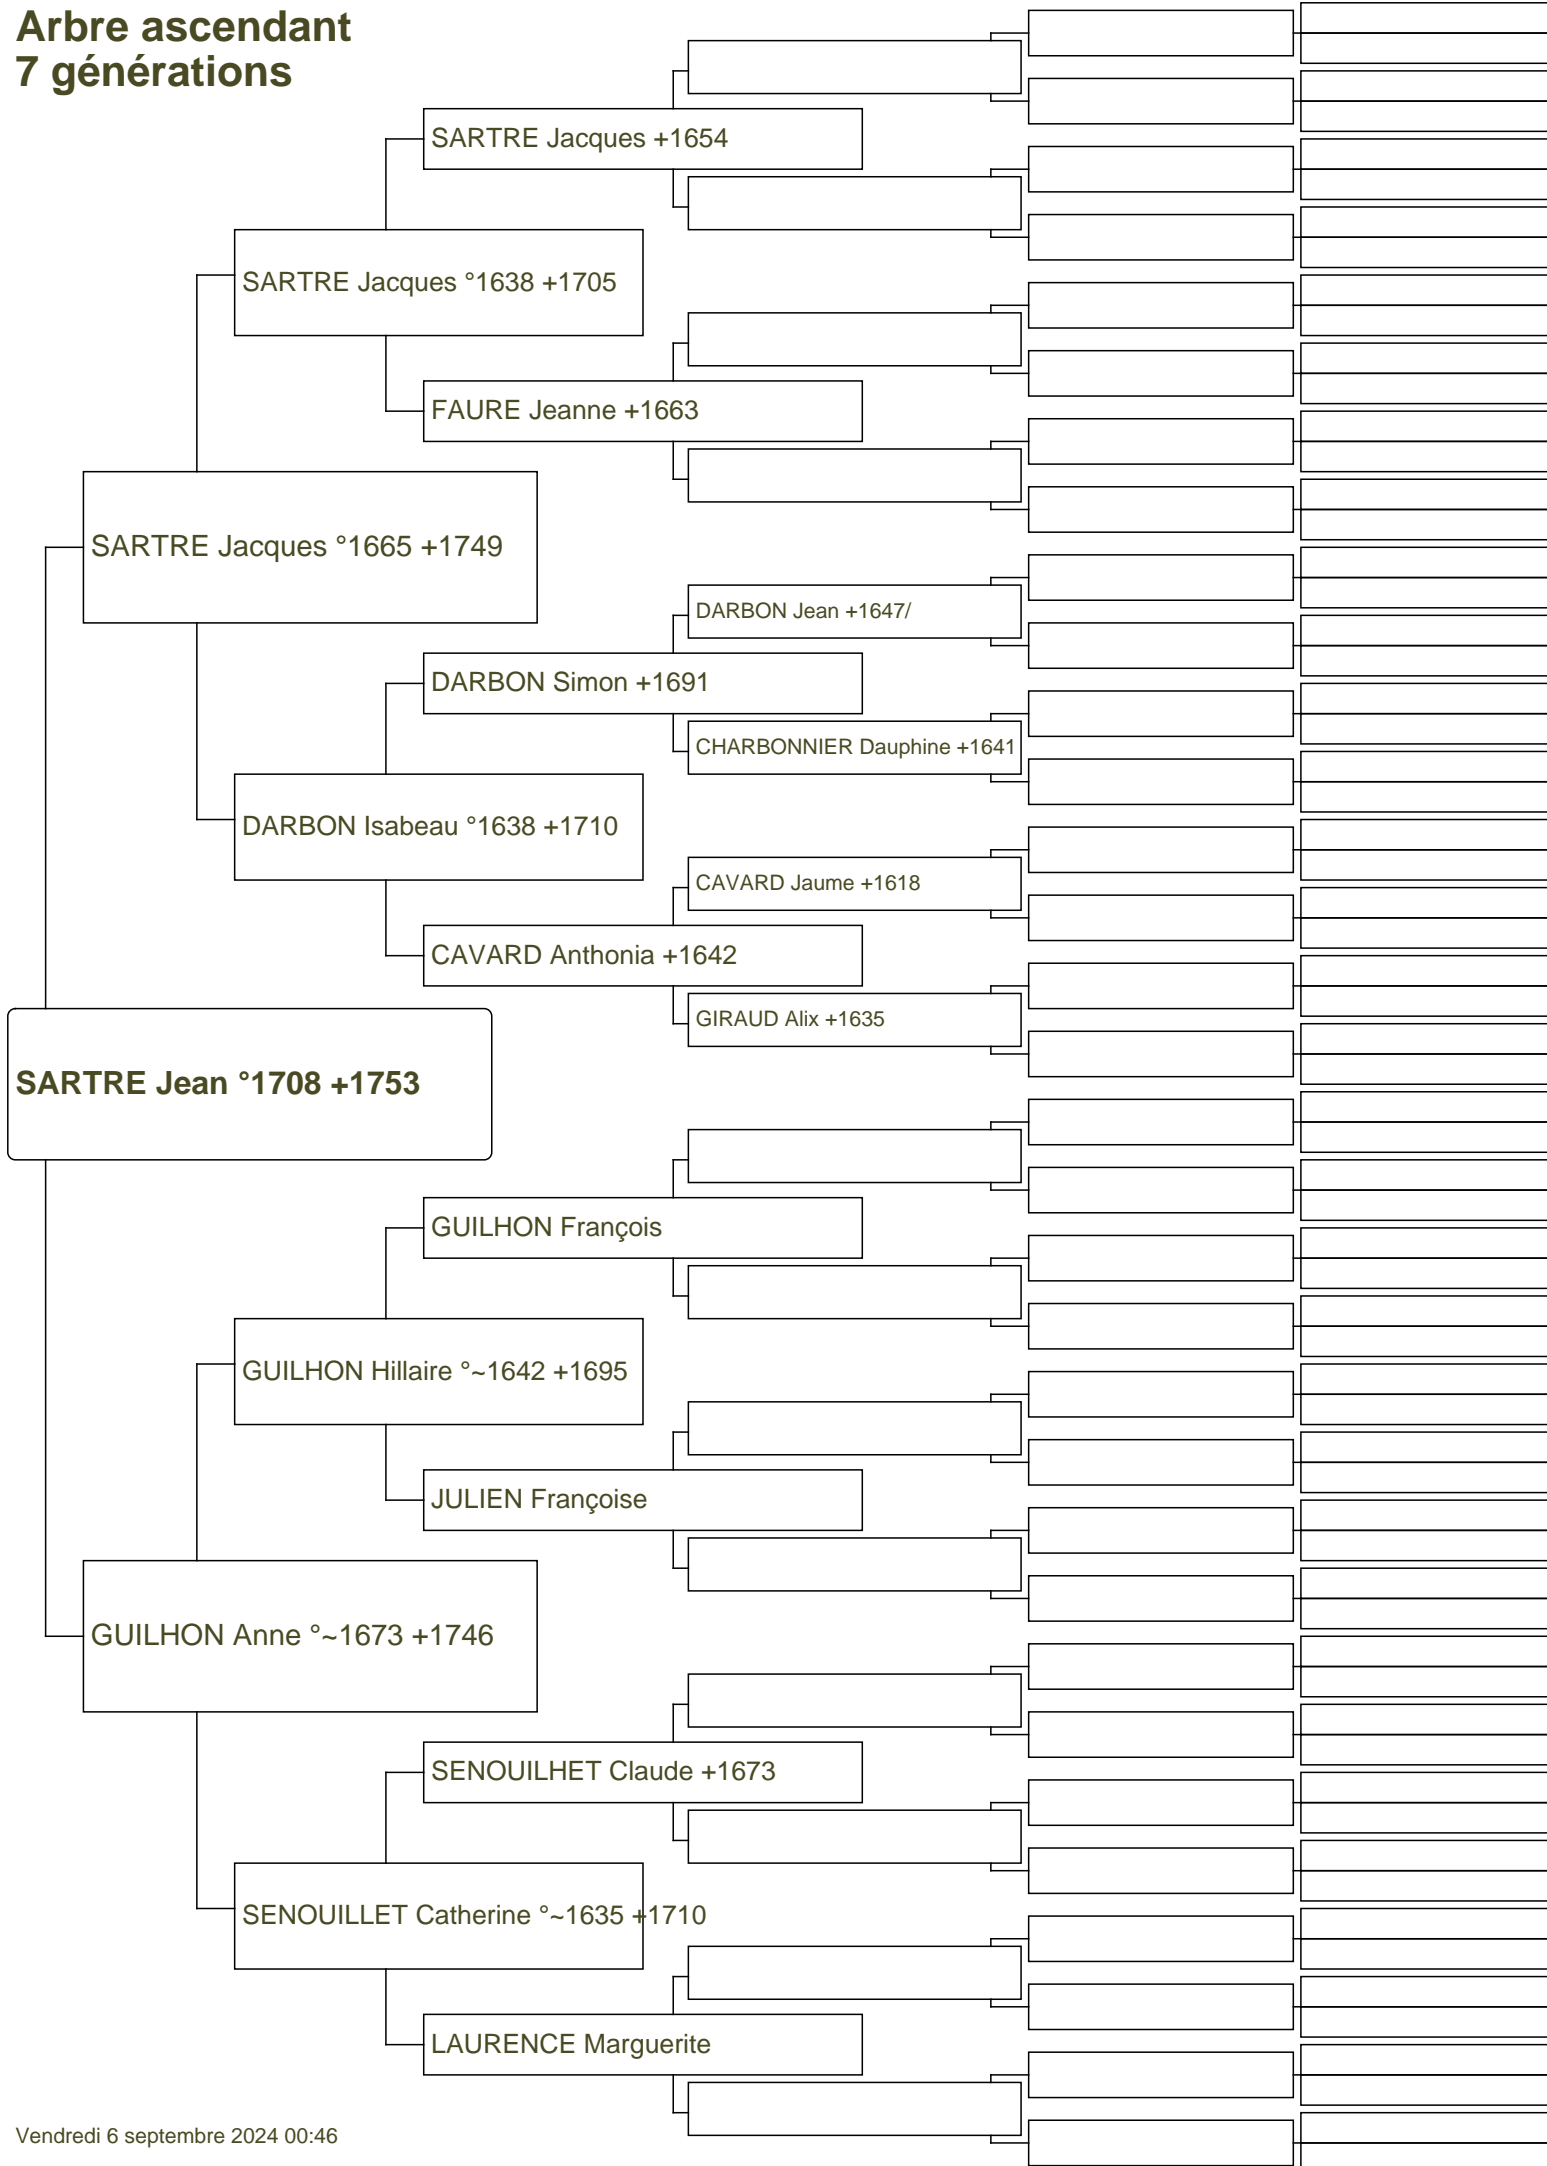 Arbre ascendant
7 générations
SARTRE Jacques +1654
SARTRE Jacques °1638 +1705
FAURE Jeanne +1663
SARTRE Jacques °1665 +1749
DARBON Jean +1647/
DARBON Simon +1691
CHARBONNIER Dauphine +1641
DARBON Isabeau °1638 +1710
CAVARD Jaume +1618
CAVARD Anthonia +1642
GIRAUD Alix +1635
SARTRE Jean °1708 +1753
GUILHON François
GUILHON Hillaire °~1642 +1695
JULIEN Françoise
GUILHON Anne °~1673 +1746
SENOUILHET Claude +1673
SENOUILLET Catherine °~1635 +1710
LAURENCE Marguerite
Vendredi 6 septembre 2024 00:46